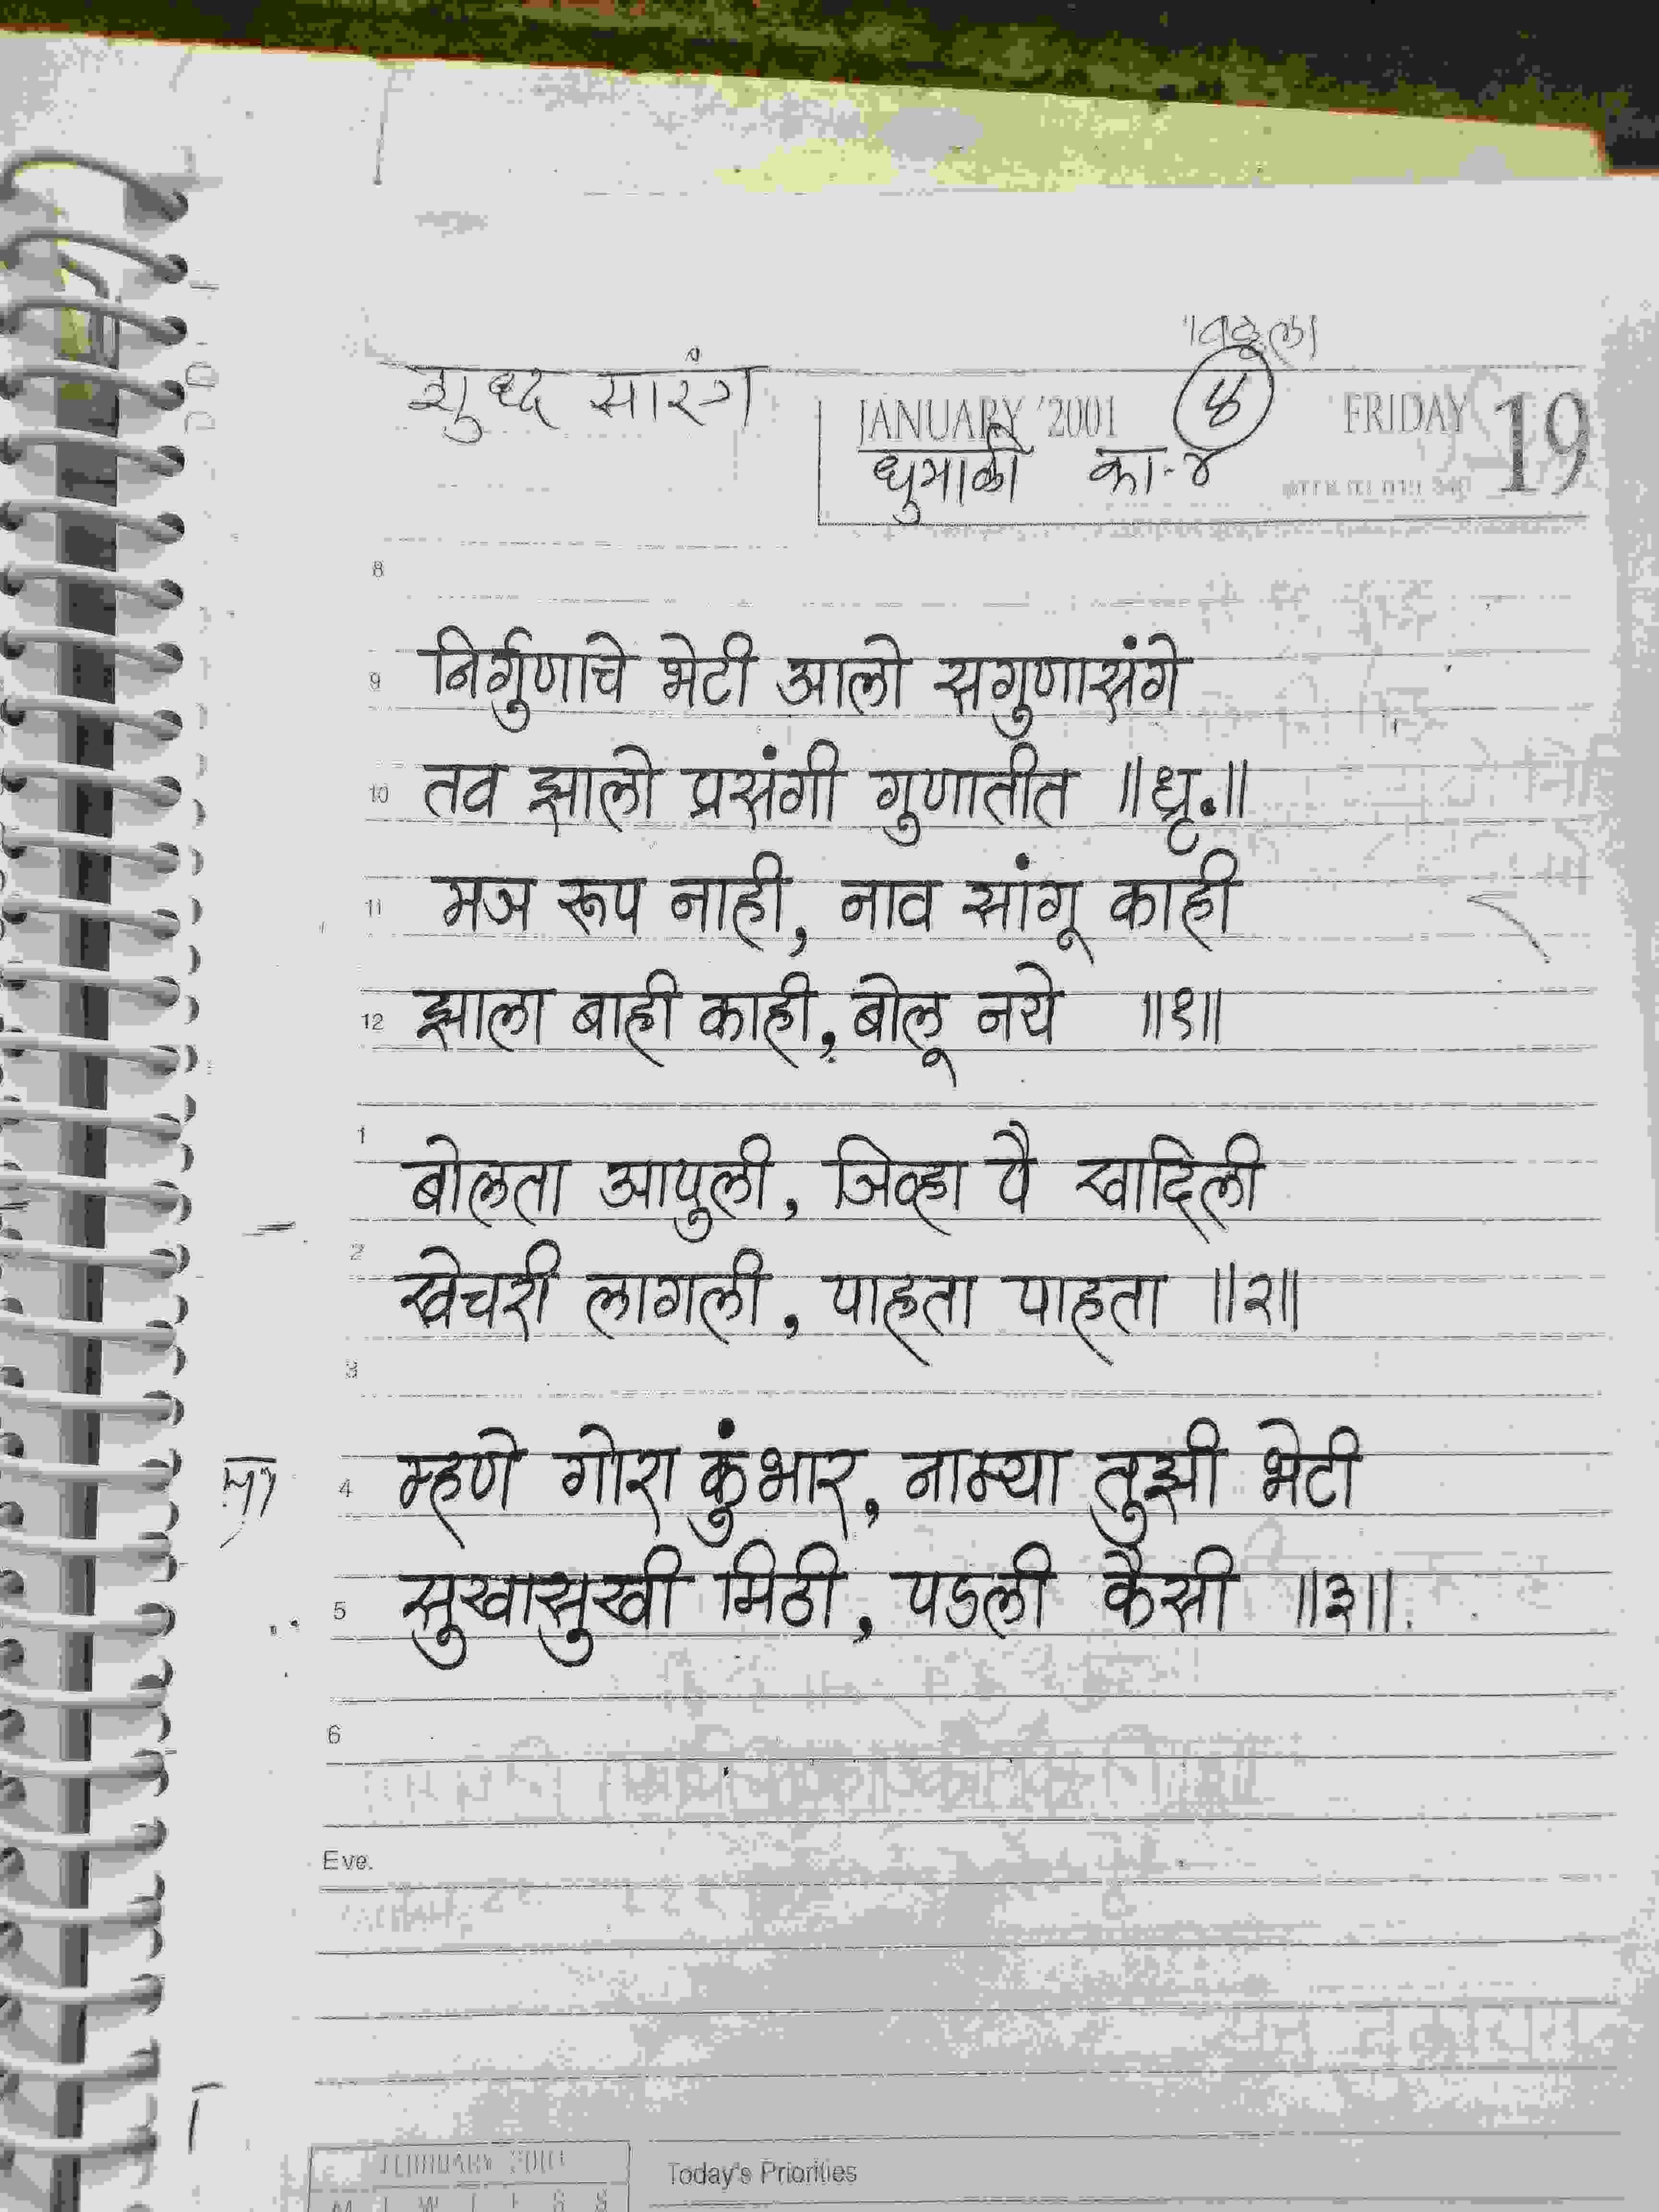 शुध्द सारंग
४
JANUARY '2001 FRIDAY 19
धुमाळी का-४
8
9 निर्गुणाचे भेटी आलो सगुणासंगे
10 तव झालो प्रसंगी गुणातीत ॥ध्रृ.॥
11 मज रूप नाही, नाव सांगू काही
12 झाला बाही काही, बोलू नये ॥१॥
1 बोलता आपुली, जिव्हा पै खादिली
2 खेचरी लागली, पाहता पाहता ॥२॥
3
4 म्हणे गोरा कुंभार, नाम्या तुझी भेटी
5 सुखासुखी मिठी, पडली कैसी ॥३॥.
6
Eve.
FEBRUARY 2001 Today's Priorities
M T W T F S S